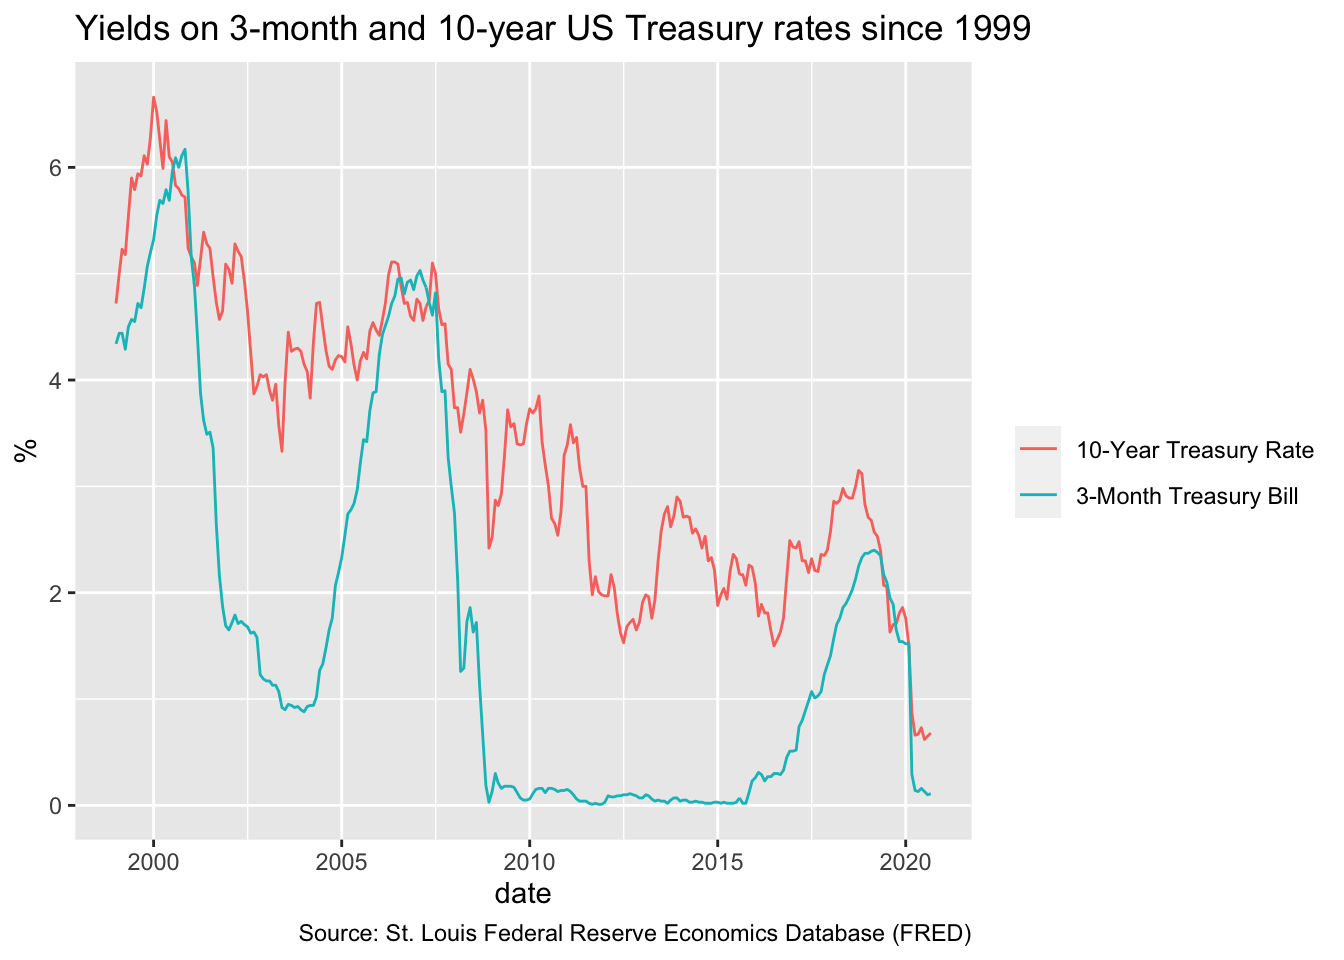 Yields on 3-month and 10-year US Treasury rates since 1999
6
4
2
0
%
2000 2005 2010 2015 2020
date
10-Year Treasury Rate
3-Month Treasury Bill
Source: St. Louis Federal Reserve Economics Database (FRED)